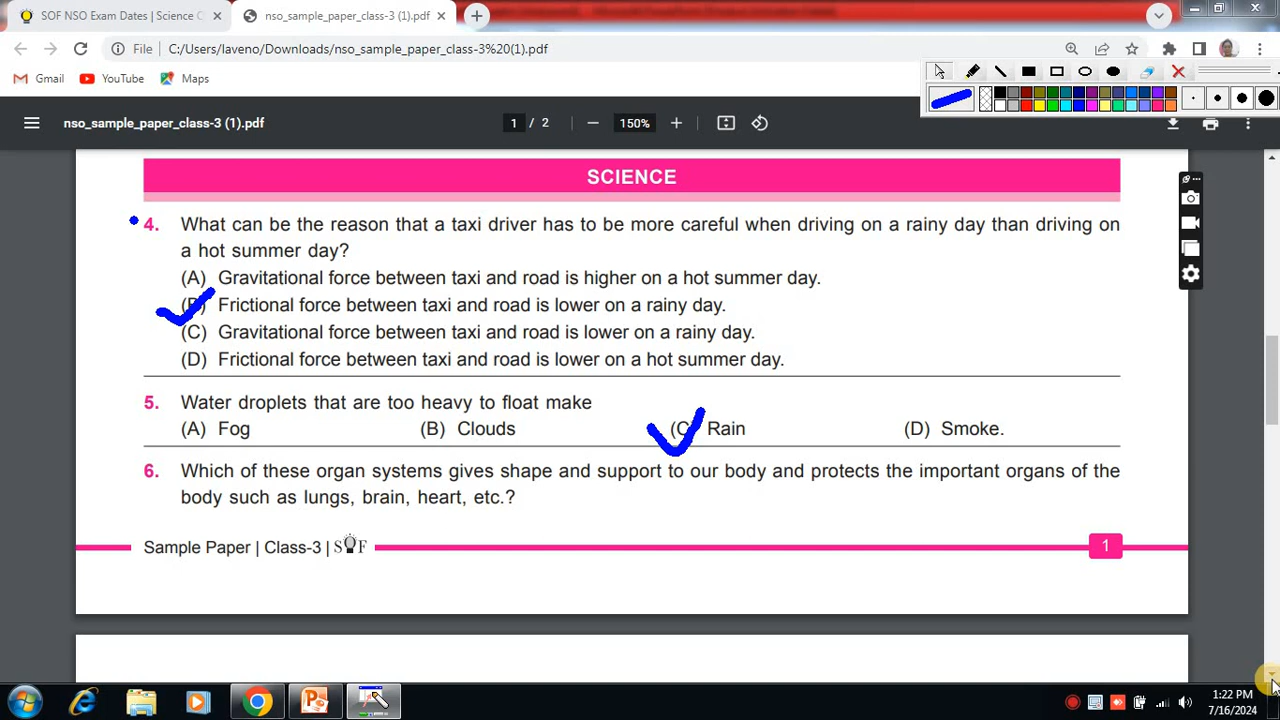 SOF NSO Exam Dates | Science O
nso_sample_paper_class-3 (1).pdf
File
C:/Users/laveno/Downloads/nso_sample_paper_class-3%20(1).pdf
Gmail
YouTube
Maps
nso_sample_paper_class-3 (1).pdf
1 / 2
150%
SCIENCE
4. What can be the reason that a taxi driver has to be more careful when driving on a rainy day than driving on
a hot summer day?
(A) Gravitational force between taxi and road is higher on a hot summer day.
(B) Frictional force between taxi and road is lower on a rainy day.
(C) Gravitational force between taxi and road is lower on a rainy day.
(D) Frictional force between taxi and road is lower on a hot summer day.
5. Water droplets that are too heavy to float make
(A) Fog (B) Clouds (C) Rain (D) Smoke.
6. Which of these organ systems gives shape and support to our body and protects the important organs of the
body such as lungs, brain, heart, etc.?
Sample Paper | Class-3 | SOF
1
1:22 PM
7/16/2024